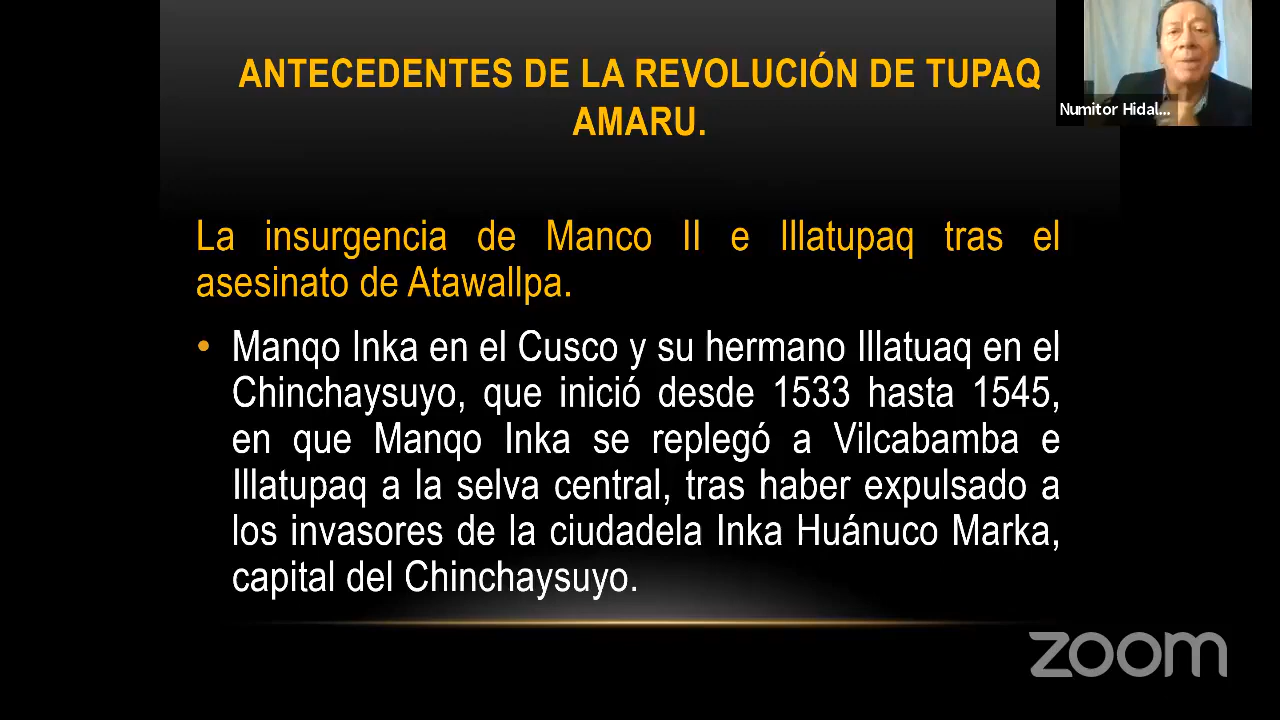 ANTECEDENTES DE LA REVOLUCIÓN DE TUPAQ
AMARU.
Numitor Hidal...
La insurgencia de Manco II e Illatupaq tras el
asesinato de Atawallpa.
• Manqo Inka en el Cusco y su hermano Illatuaq en el
Chinchaysuyo, que inició desde 1533 hasta 1545,
en que Manqo Inka se replegó a Vilcabamba e
Illatupaq a la selva central, tras haber expulsado a
los invasores de la ciudadela Inka Huánuco Marka,
capital del Chinchaysuyo.
zoom